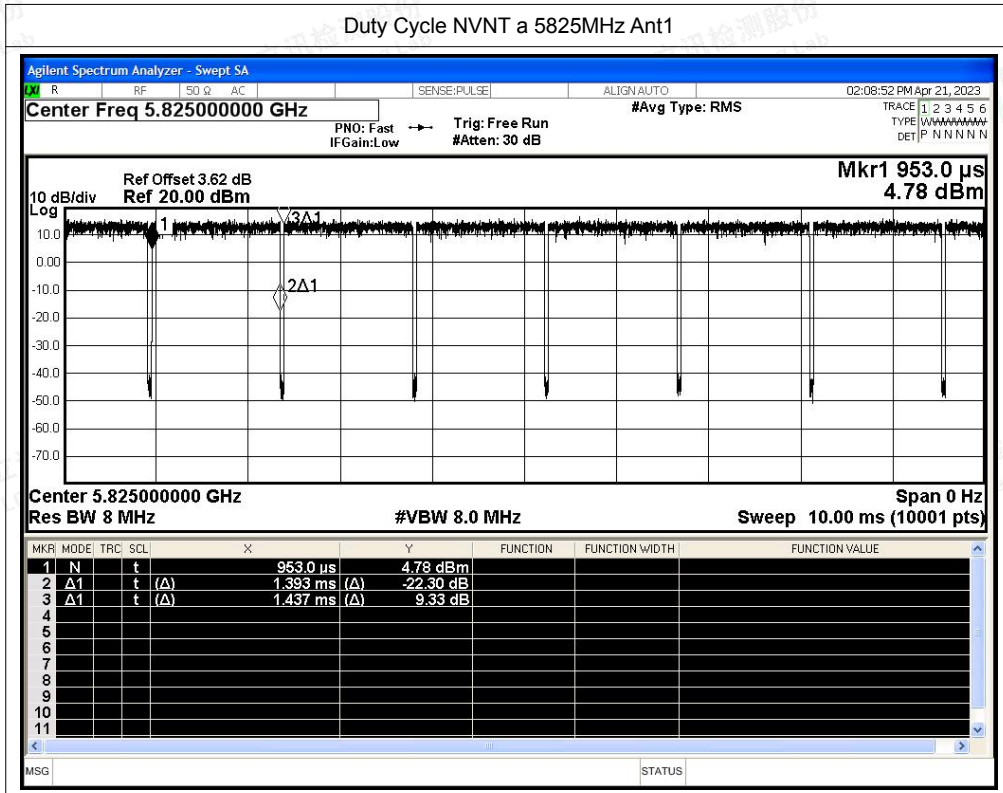 Duty Cycle NVNT a 5825MHz Ant1
Agilent Spectrum Analyzer - Swept SA
LXI R RF 50 Ω AC SENSE:PULSE ALIGN AUTO 02:08:52 PM Apr 21, 2023
Center Freq 5.825000000 GHz #Avg Type: RMS TRACE 1 2 3 4 5 6
PNO: Fast Trig: Free Run TYPE WWWWWW
IFGain:Low #Atten: 30 dB DET P N N N N N
Mkr1 953.0 µs
Ref Offset 3.62 dB
10 dB/div Ref 20.00 dBm 4.78 dBm
Log
1 3Δ1
10.0
0.00
-10.0 2Δ1
-20.0
-30.0
-40.0
-50.0
-60.0
-70.0
Center 5.825000000 GHz Span 0 Hz
Res BW 8 MHz #VBW 8.0 MHz Sweep 10.00 ms (10001 pts)
MKR MODE TRC SCL X Y FUNCTION FUNCTION WIDTH FUNCTION VALUE
1 N t 953.0 µs 4.78 dBm
2 Δ1 t (Δ) 1.393 ms (Δ) -22.30 dB
3 Δ1 t (Δ) 1.437 ms (Δ) 9.33 dB
4
5
6
7
8
9
10
11
MSG STATUS